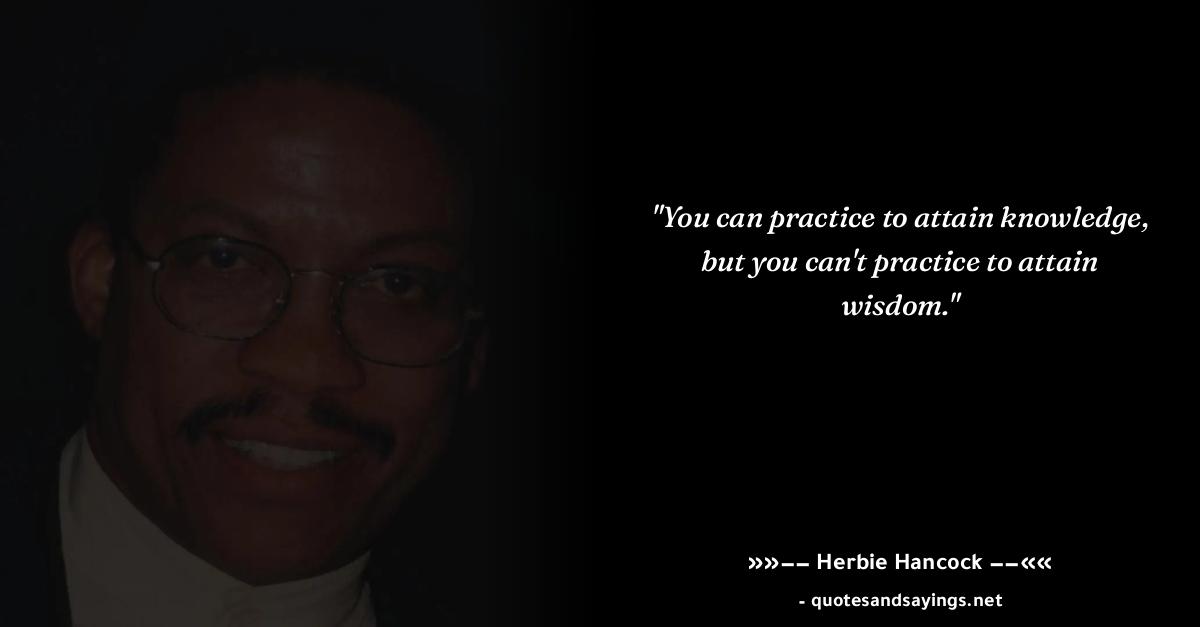 "You can practice to attain knowledge,
but you can't practice to attain
wisdom."
»»–– Herbie Hancock ––««
- quotesandsayings.net